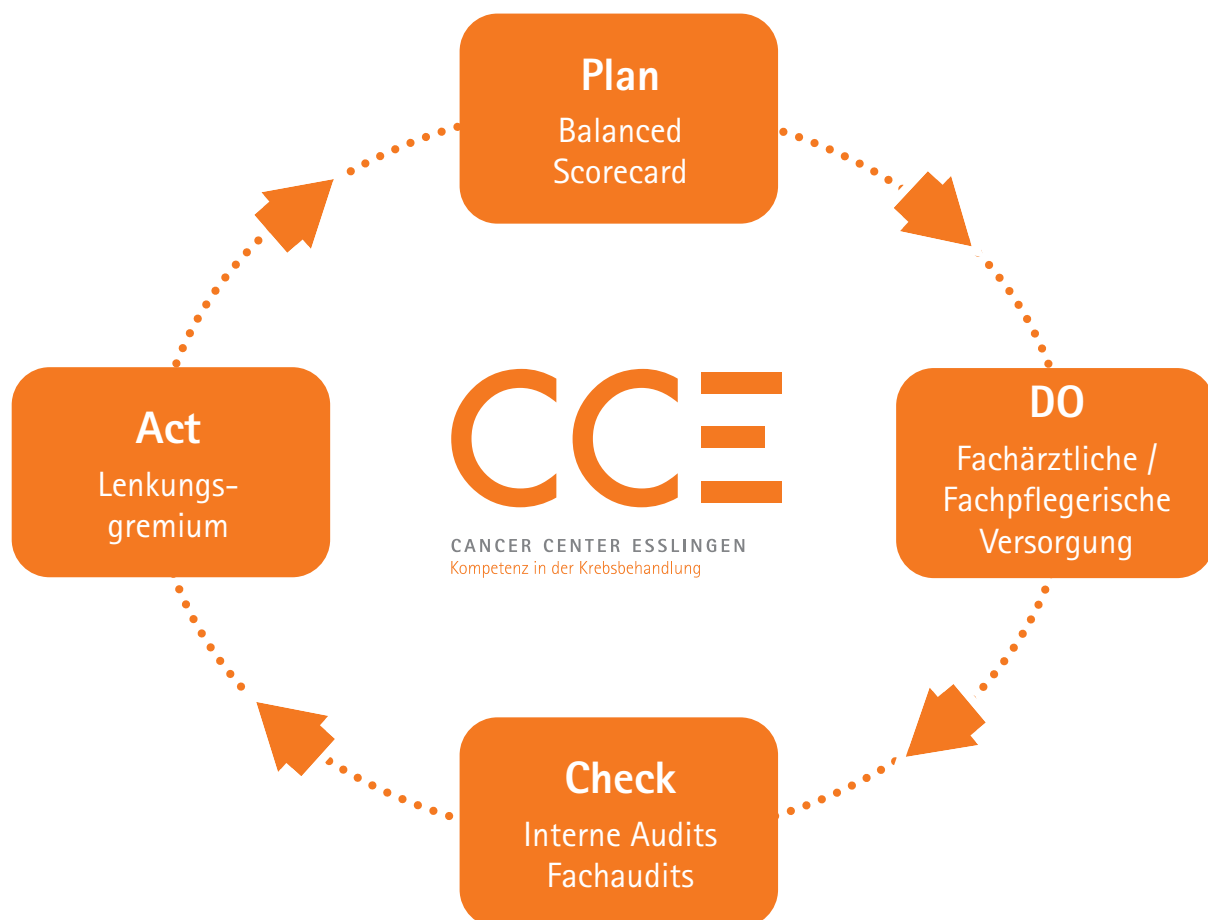 Plan
Balanced
Scorecard
Act
Lenkungs-
gremium
CCE
CANCER CENTER ESSLINGEN
Kompetenz in der Krebsbehandlung
DO
Fachärztliche /
Fachpflegerische
Versorgung
Check
Interne Audits
Fachaudits